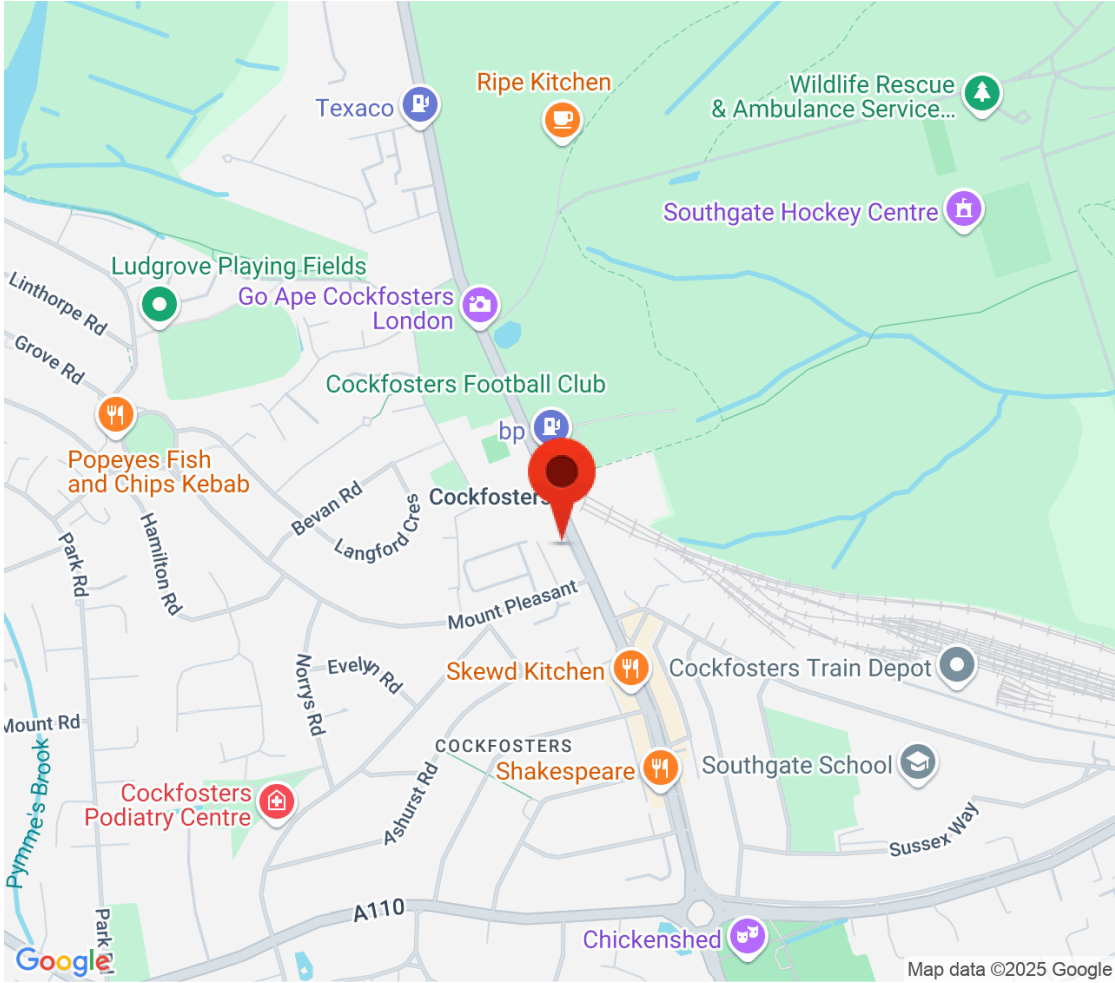 Ripe Kitchen
Wildlife Rescue
& Ambulance Service...
Texaco
Southgate Hockey Centre
Ludgrove Playing Fields
Linthorpe Rd
Go Ape Cockfosters
London
Grove Rd
Cockfosters Football Club
bp
Popeyes Fish
and Chips Kebab
Cockfosters
Bevan Rd
Langford Cres
Hamilton Rd
Park Rd
Mount Pleasant
Evelyn Rd
Norrys Rd
Skewd Kitchen
Cockfosters Train Depot
Mount Rd
COCKFOSTERS
Shakespeare
Southgate School
Pymme's Brook
Cockfosters
Podiatry Centre
Ashurst Rd
Sussex Way
A110
Park Rd
Chickenshed
Google
Map data ©2025 Google